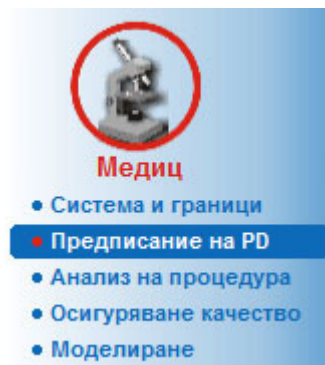 Медиц
Система и граници
Предписание на PD
Анализ на процедура
Осигуряване качество
Моделиране